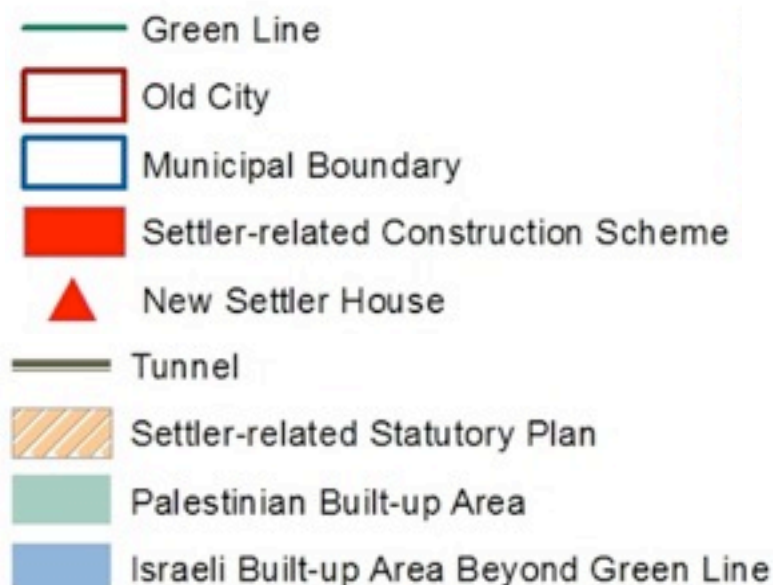 Green Line
Old City
Municipal Boundary
Settler-related Construction Scheme
New Settler House
Tunnel
Settler-related Statutory Plan
Palestinian Built-up Area
Israeli Built-up Area Beyond Green Line